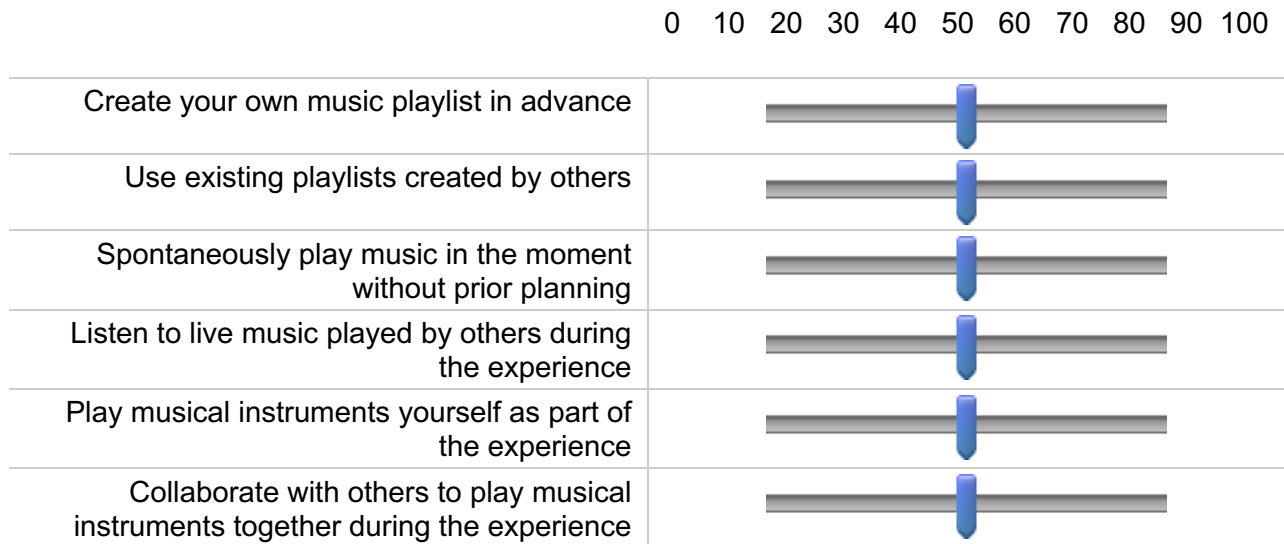 0 10 20 30 40 50 60 70 80 90 100
Create your own music playlist in advance
Use existing playlists created by others
Spontaneously play music in the moment
without prior planning
Listen to live music played by others during
the experience
Play musical instruments yourself as part of
the experience
Collaborate with others to play musical
instruments together during the experience